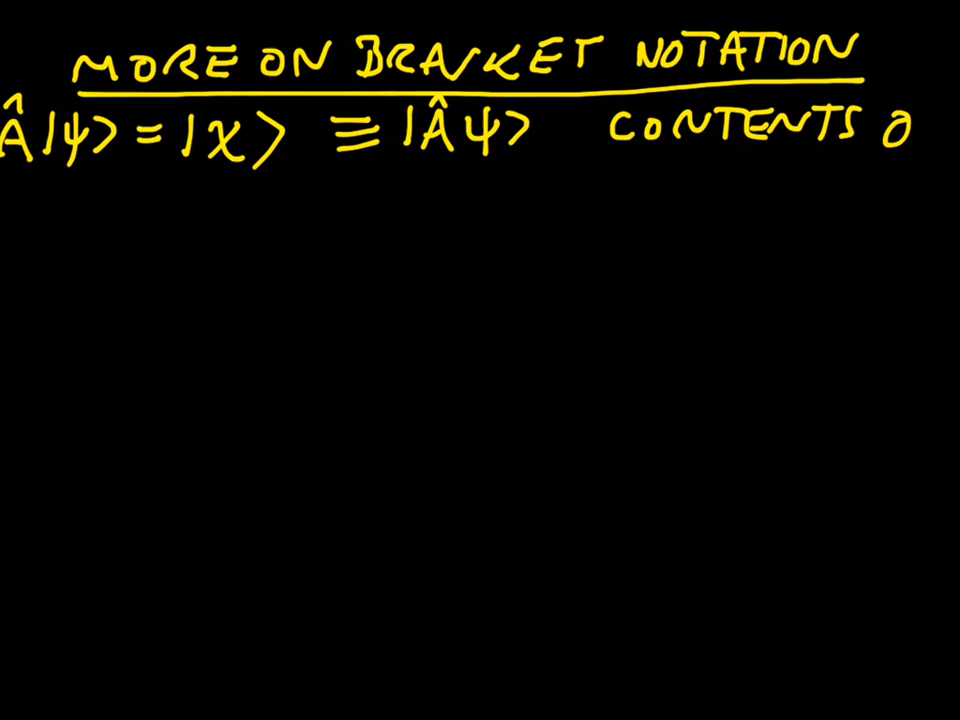 MORE ON BRAKET NOTATION
Â|ψ⟩ = |χ⟩ ≡ |Âψ⟩ CONTENTS O